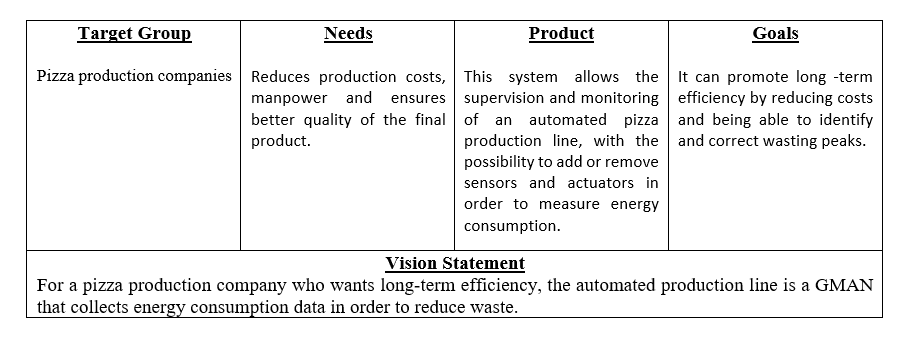 Target Group
Pizza production companies
Needs
Reduces production costs,
manpower and ensures
better quality of the final
product.
Product
This system allows the
supervision and monitoring
of an automated pizza
production line, with the
possibility to add or remove
sensors and actuators in
order to measure energy
consumption.
Goals
It can promote long -term
efficiency by reducing costs
and being able to identify
and correct wasting peaks.
Vision Statement
For a pizza production company who wants long-term efficiency, the automated production line is a GMAN
that collects energy consumption data in order to reduce waste.